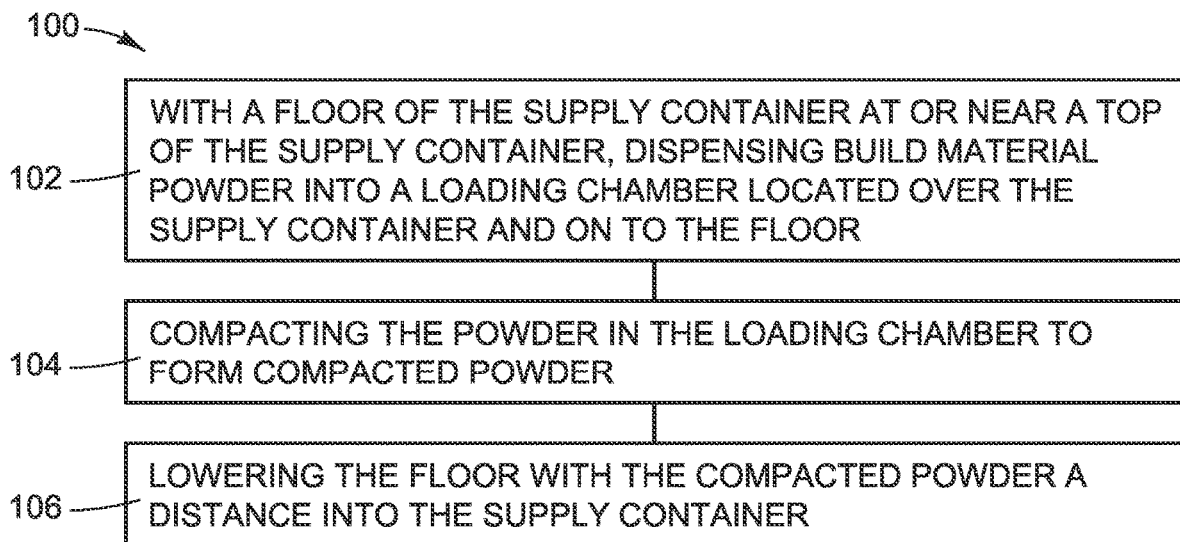 100
WITH A FLOOR OF THE SUPPLY CONTAINER AT OR NEAR A TOP
OF THE SUPPLY CONTAINER, DISPENSING BUILD MATERIAL
102
POWDER INTO A LOADING CHAMBER LOCATED OVER THE
SUPPLY CONTAINER AND ON TO THE FLOOR
COMPACTING THE POWDER IN THE LOADING CHAMBER TO
104
FORM COMPACTED POWDER
LOWERING THE FLOOR WITH THE COMPACTED POWDER A
106
DISTANCE INTO THE SUPPLY CONTAINER